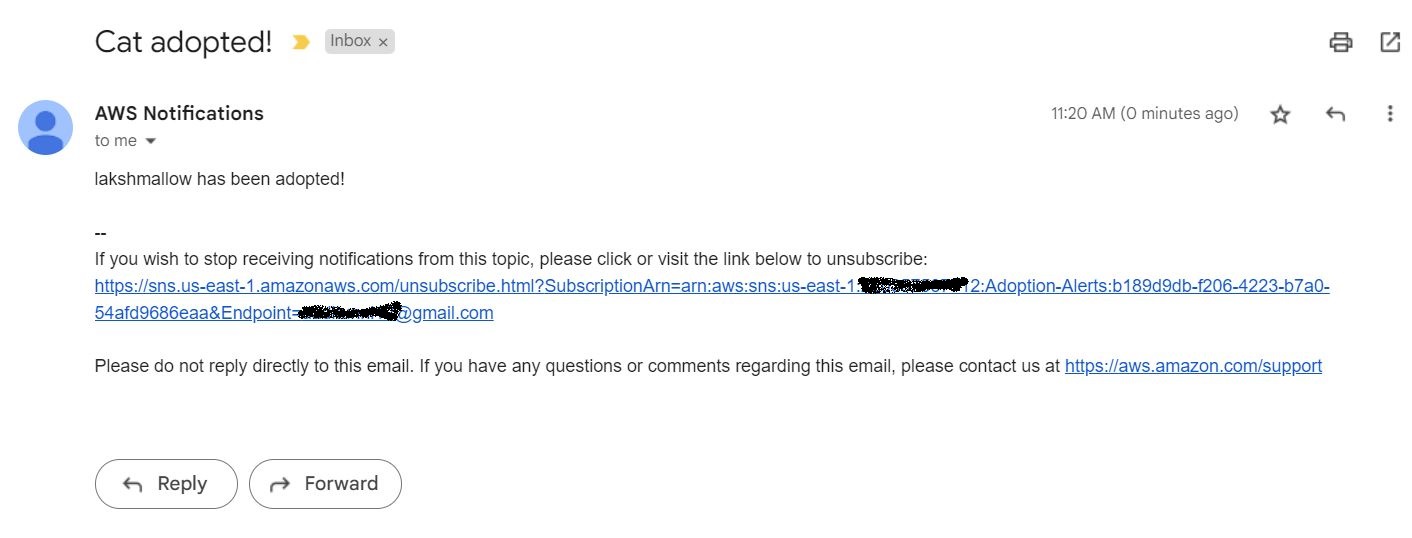 Cat adopted!
Inbox ×
AWS Notifications
11:20 AM (0 minutes ago)
to me
lakshmallow has been adopted!
--
If you wish to stop receiving notifications from this topic, please click or visit the link below to unsubscribe:
https://sns.us-east-1.amazonaws.com/unsubscribe.html?SubscriptionArn=arn:aws:sns:us-east-1: 2:Adoption-Alerts:b189d9db-f206-4223-b7a0-
54afd9686eaa&Endpoint= @gmail.com
Please do not reply directly to this email. If you have any questions or comments regarding this email, please contact us at https://aws.amazon.com/support
Reply
Forward